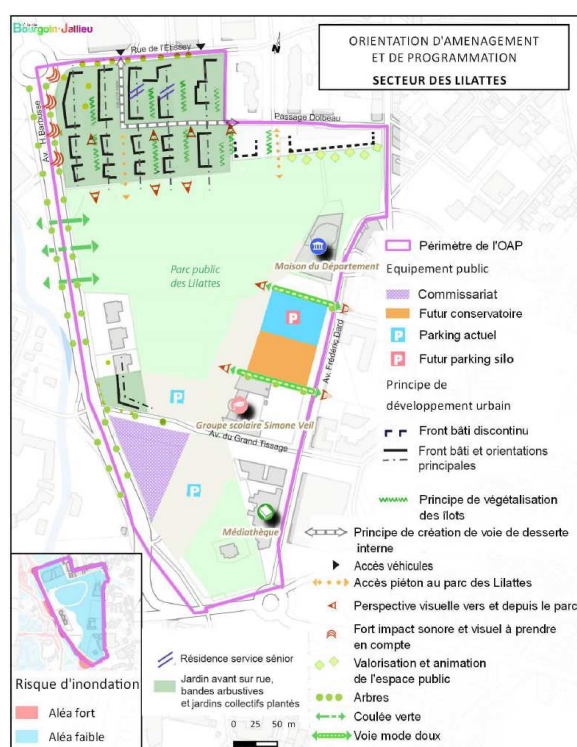 Bourgoin-Jallieu
ORIENTATION D'AMENAGEMENT
ET DE PROGRAMMATION
SECTEUR DES LILATTES
Rue de l'Etissey
N
Passage Dolbeau
Av. H. Barbusse
Parc public
des Lilattes
Maison du Département
P
Av. Frédéric Dard
P
Groupe scolaire Simone Veil
Av. du Grand Tissage
P
Médiathèque
Périmètre de l'OAP
Equipement public
Commissariat
Futur conservatoire
P
Parking actuel
P
Futur parking silo
Principe de
développement urbain
Front bâti discontinu
Front bâti et orientations
principales
Principe de végétalisation
des îlots
Principe de création de voie de desserte
interne
Accès véhicules
Accès piéton au parc des Lilattes
Perspective visuelle vers et depuis le parc
Fort impact sonore et visuel à prendre
en compte
Valorisation et animation
de l'espace public
Arbres
Coulée verte
Voie mode doux
Résidence service sénior
Jardin avant sur rue,
bandes arbustives
et jardins collectifs plantés
0 25 50 m
Risque d'inondation
Aléa fort
Aléa faible